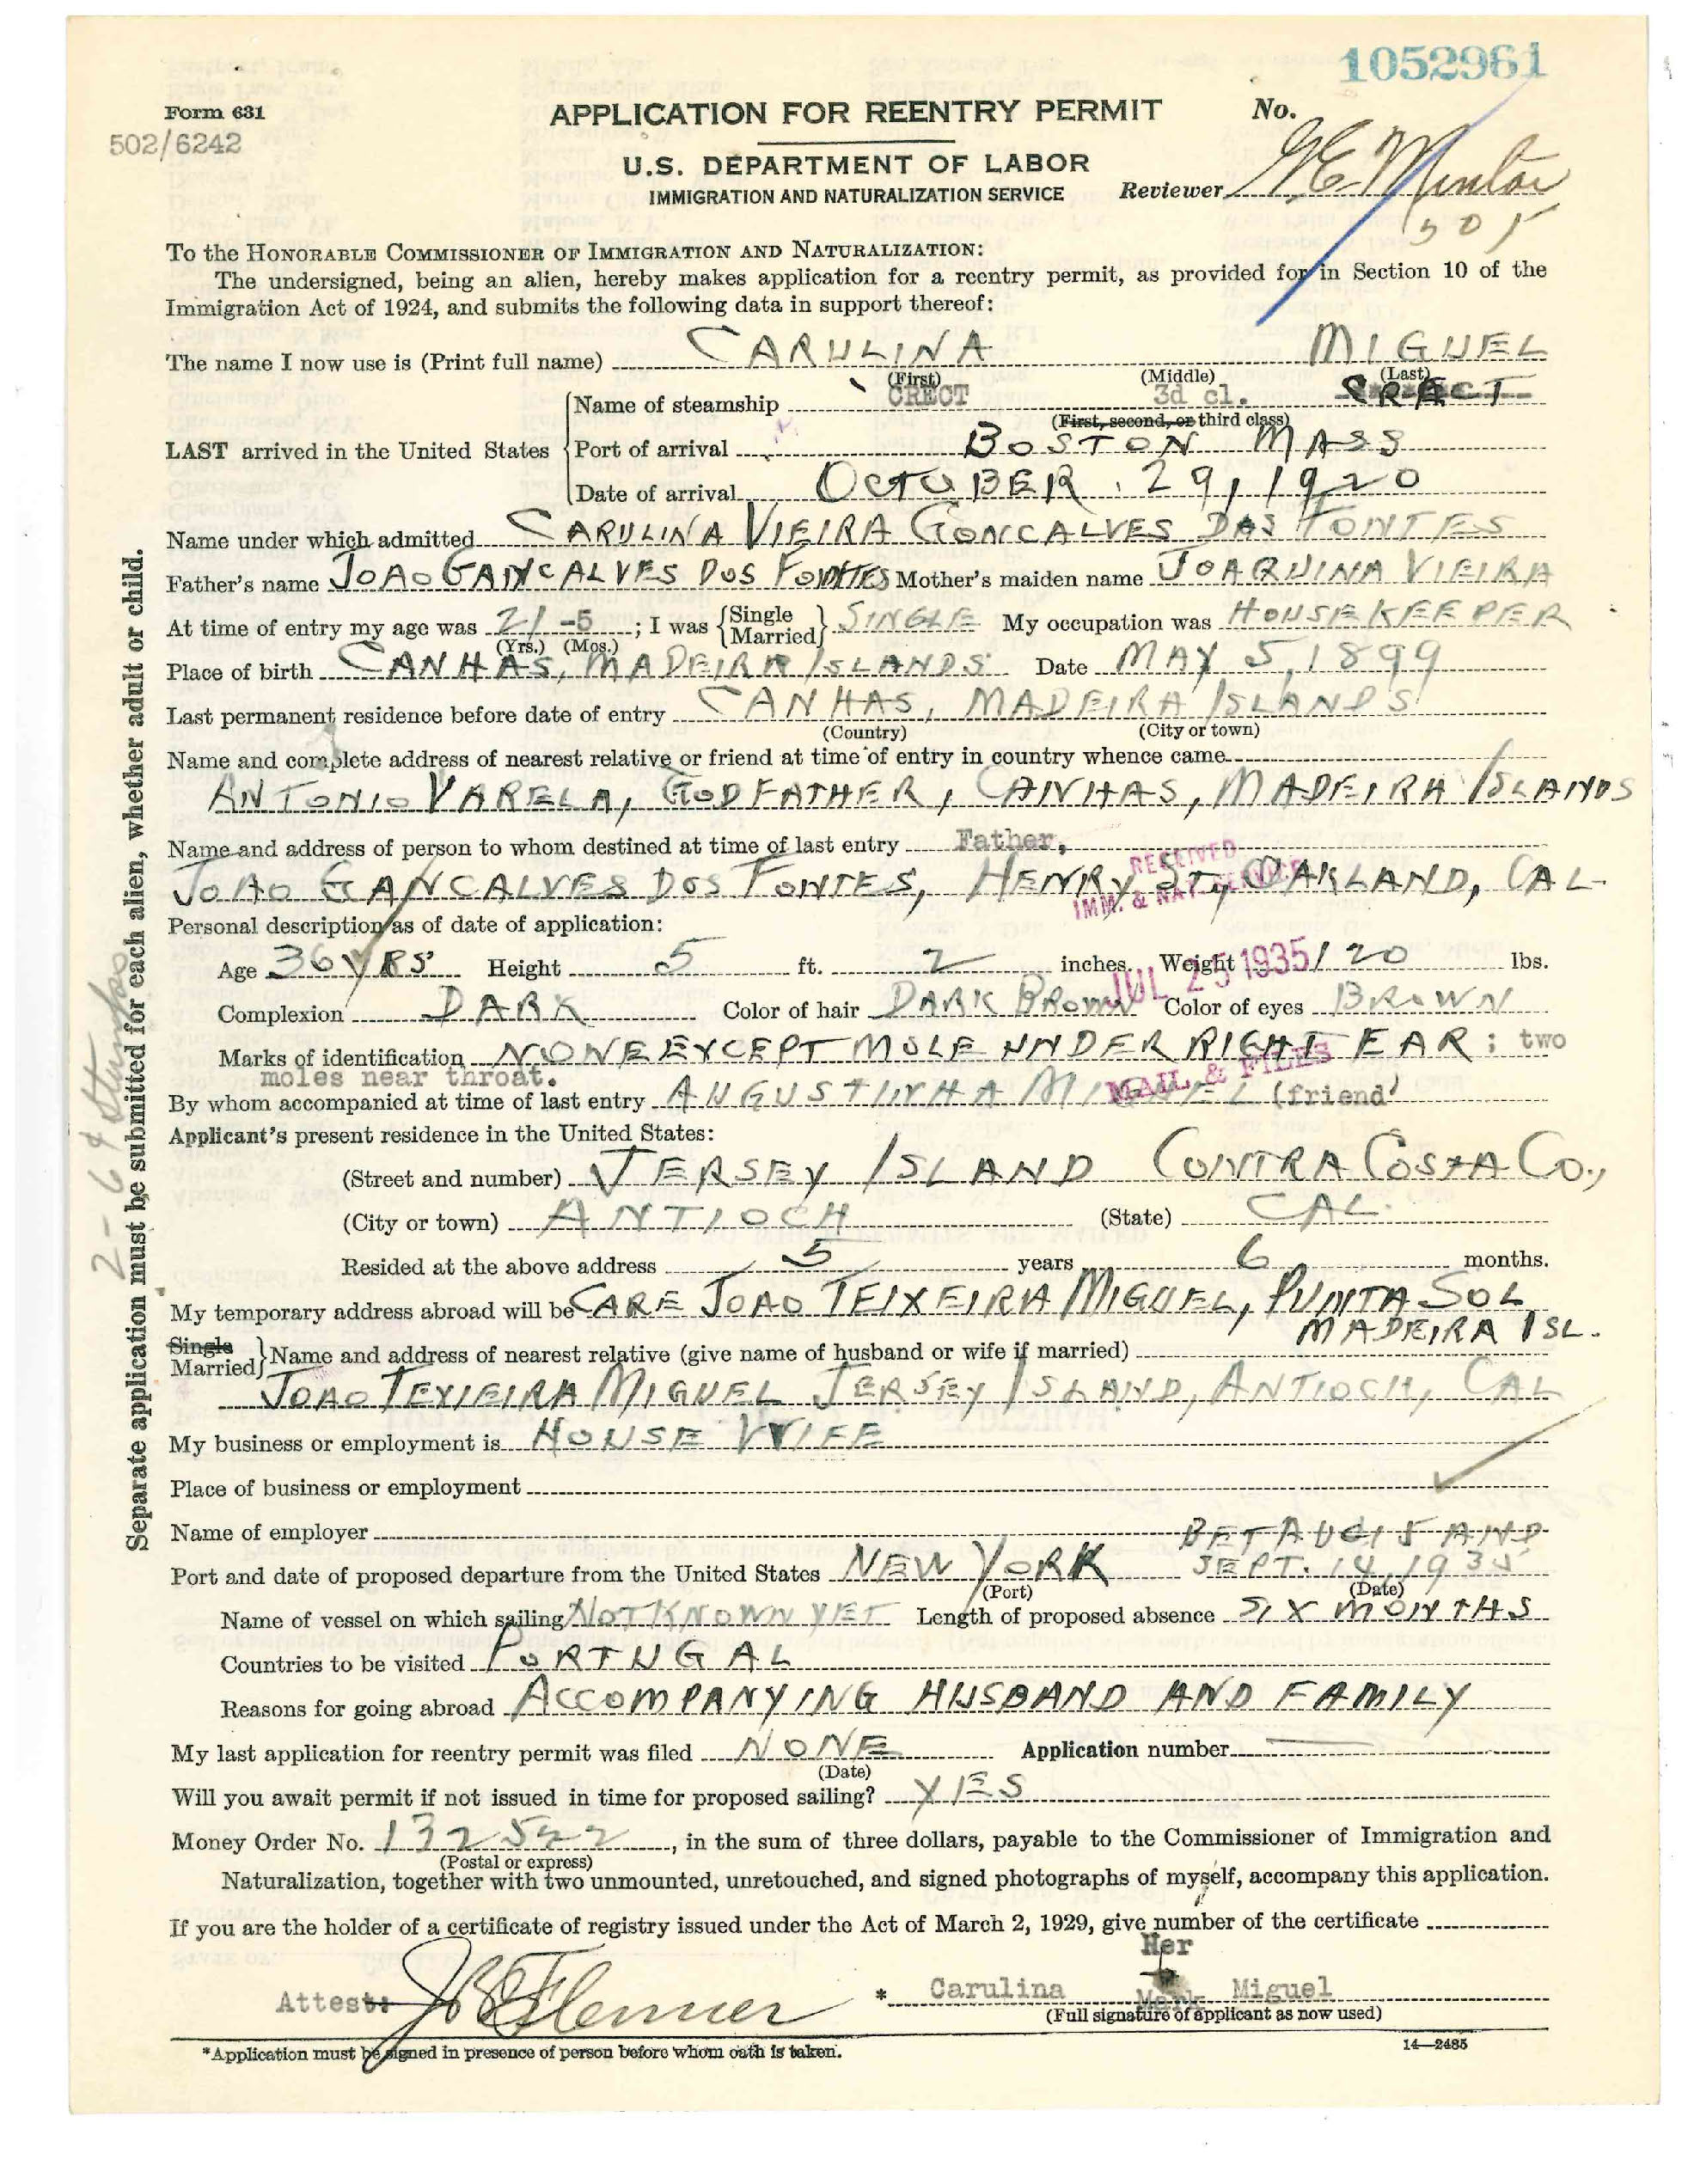 1052961
Form 631
APPLICATION FOR REENTRY PERMIT
No.
502/6242
U.S. DEPARTMENT OF LABOR
IMMIGRATION AND NATURALIZATION SERVICE
Reviewer
505
To the HONORABLE COMMISSIONER OF IMMIGRATION AND NATURALIZATION:
The undersigned, being an alien, hereby makes application for a reentry permit, as provided for in Section 10 of the
Immigration Act of 1924, and submits the following data in support thereof:
The name I now use is (Print full name) CARULINA MIGUEL
(First) (Middle) (Last)
Name of steamship CRECT 3d cl. CRECT
(First, second, or third class)
LAST arrived in the United States Port of arrival BOSTON MASS
Date of arrival OCTOBER 29, 1920
Name under which admitted CARULINA VIEIRA GONCALVES DAS FONTES
Father's name JOAO GANCALVES DOS FONTES Mother's maiden name JOAQUINA VIEIRA
At time of entry my age was 21 -5; I was {Single Married} SINGLE My occupation was HOUSEKEEPER
(Yrs.) (Mos.)
Place of birth CANHAS, MADEIRA ISLANDS Date MAY 5, 1899
Last permanent residence before date of entry CANHAS, MADEIRA ISLANDS
(Country) (City or town)
Name and complete address of nearest relative or friend at time of entry in country whence came
ANTONIO VARELA, GODFATHER, CANHAS, MADEIRA ISLANDS
Name and address of person to whom destined at time of last entry Father,
JOAO GANCALVES DOS FONTES, HENRY ST, OAKLAND, CAL
RECEIVED
IMM. & NAT SERVICE
Personal description as of date of application:
Age 36 YRS Height 5 ft. 2 inches. Weight 120 lbs.
JUL 25 1935
Complexion DARK Color of hair DARK BROWN Color of eyes BROWN
Marks of identification NONE EXCEPT MOLE UNDER RIGHT EAR; two
moles near throat.
MAIL & FILES
By whom accompanied at time of last entry AUGUSTINHA MIGUEL (friend)
Applicant's present residence in the United States:
(Street and number) JERSEY ISLAND CONTRA COSTA CO.,
(City or town) ANTIOCH (State) CAL.
Resided at the above address 5 years 6 months.
My temporary address abroad will be CARE JOAO TEIXEIRA MIGUEL, PUNTA SOL
MADEIRA ISL.
Single
Married} Name and address of nearest relative (give name of husband or wife if married)
JOAO TEXIEIRA MIGUEL JERSEY ISLAND, ANTIOCH, CAL
My business or employment is HOUSE WIFE
Place of business or employment
Name of employer
BET AUG 15 AND
Port and date of proposed departure from the United States NEW YORK SEPT. 14, 1935
(Port) (Date)
Name of vessel on which sailing NOT KNOWN YET Length of proposed absence SIX MONTHS
Countries to be visited PORTUGAL
Reasons for going abroad ACCOMPANYING HUSBAND AND FAMILY
My last application for reentry permit was filed NONE Application number
(Date)
Will you await permit if not issued in time for proposed sailing? YES
Money Order No. 132522, in the sum of three dollars, payable to the Commissioner of Immigration and
(Postal or express)
Naturalization, together with two unmounted, unretouched, and signed photographs of myself, accompany this application.
If you are the holder of a certificate of registry issued under the Act of March 2, 1929, give number of the certificate
Her
Attest: * Carulina Mark Miguel
(Full signature of applicant as now used)
*Application must be signed in presence of person before whom oath is taken.
14—2485
Separate application must be submitted for each alien, whether adult or child.